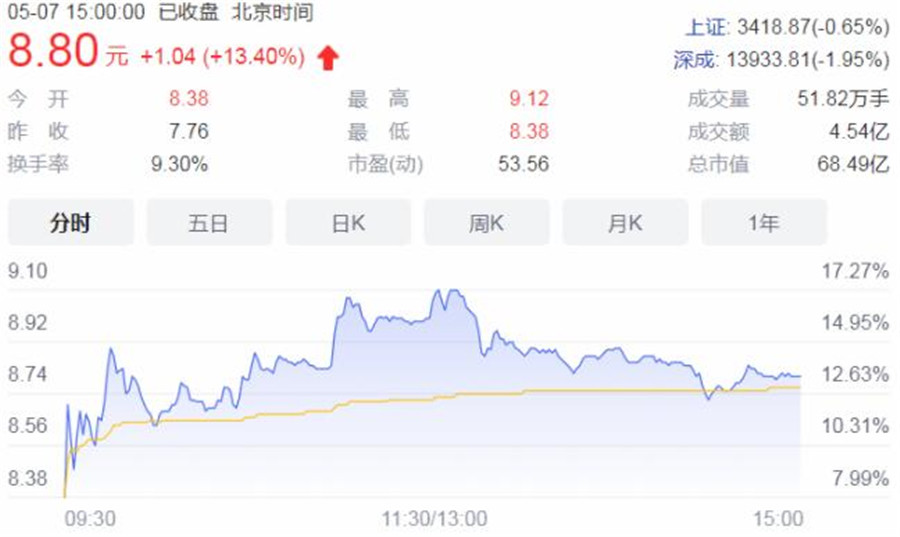 05-07 15:00:00 已收盘 北京时间
8.80 元 +1.04 (+13.40%)
上证: 3418.87(-0.65%)
深成: 13933.81(-1.95%)
今 开 8.38 最 高 9.12 成交量 51.82万手
昨 收 7.76 最 低 8.38 成交额 4.54亿
换手率 9.30% 市盈(动) 53.56 总市值 68.49亿
分时 五日 日K 周K 月K 1年
9.10 17.27%
8.92 14.95%
8.74 12.63%
8.56 10.31%
8.38 7.99%
09:30 11:30/13:00 15:00